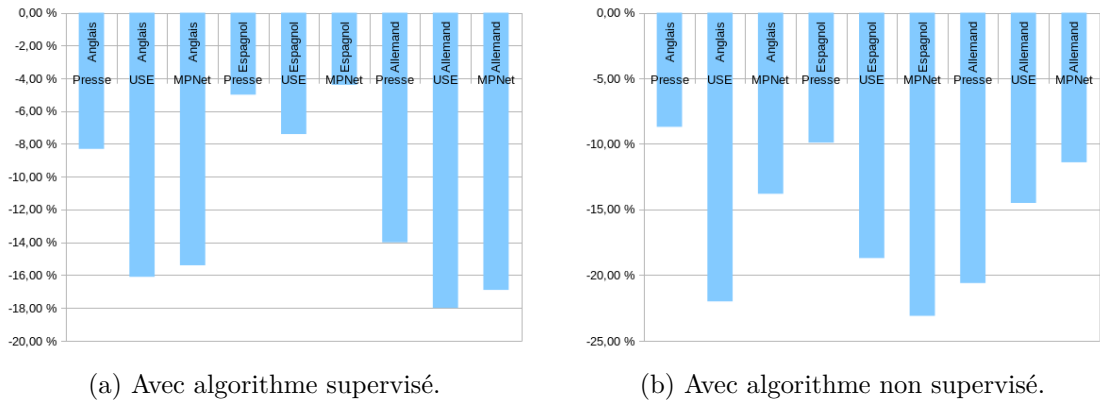 0,00 %
-2,00 %
-4,00 %
-6,00 %
-8,00 %
-10,00 %
-12,00 %
-14,00 %
-16,00 %
-18,00 %
-20,00 %
Anglais Anglais Anglais Espagnol Espagnol Espagnol Allemand Allemand Allemand
Presse USE MPNet Presse USE MPNet Presse USE MPNet
(a) Avec algorithme supervisé.
0,00 %
-5,00 %
-10,00 %
-15,00 %
-20,00 %
-25,00 %
Anglais Anglais Anglais Espagnol Espagnol Espagnol Allemand Allemand Allemand
Presse USE MPNet Presse USE MPNet Presse USE MPNet
(b) Avec algorithme non supervisé.